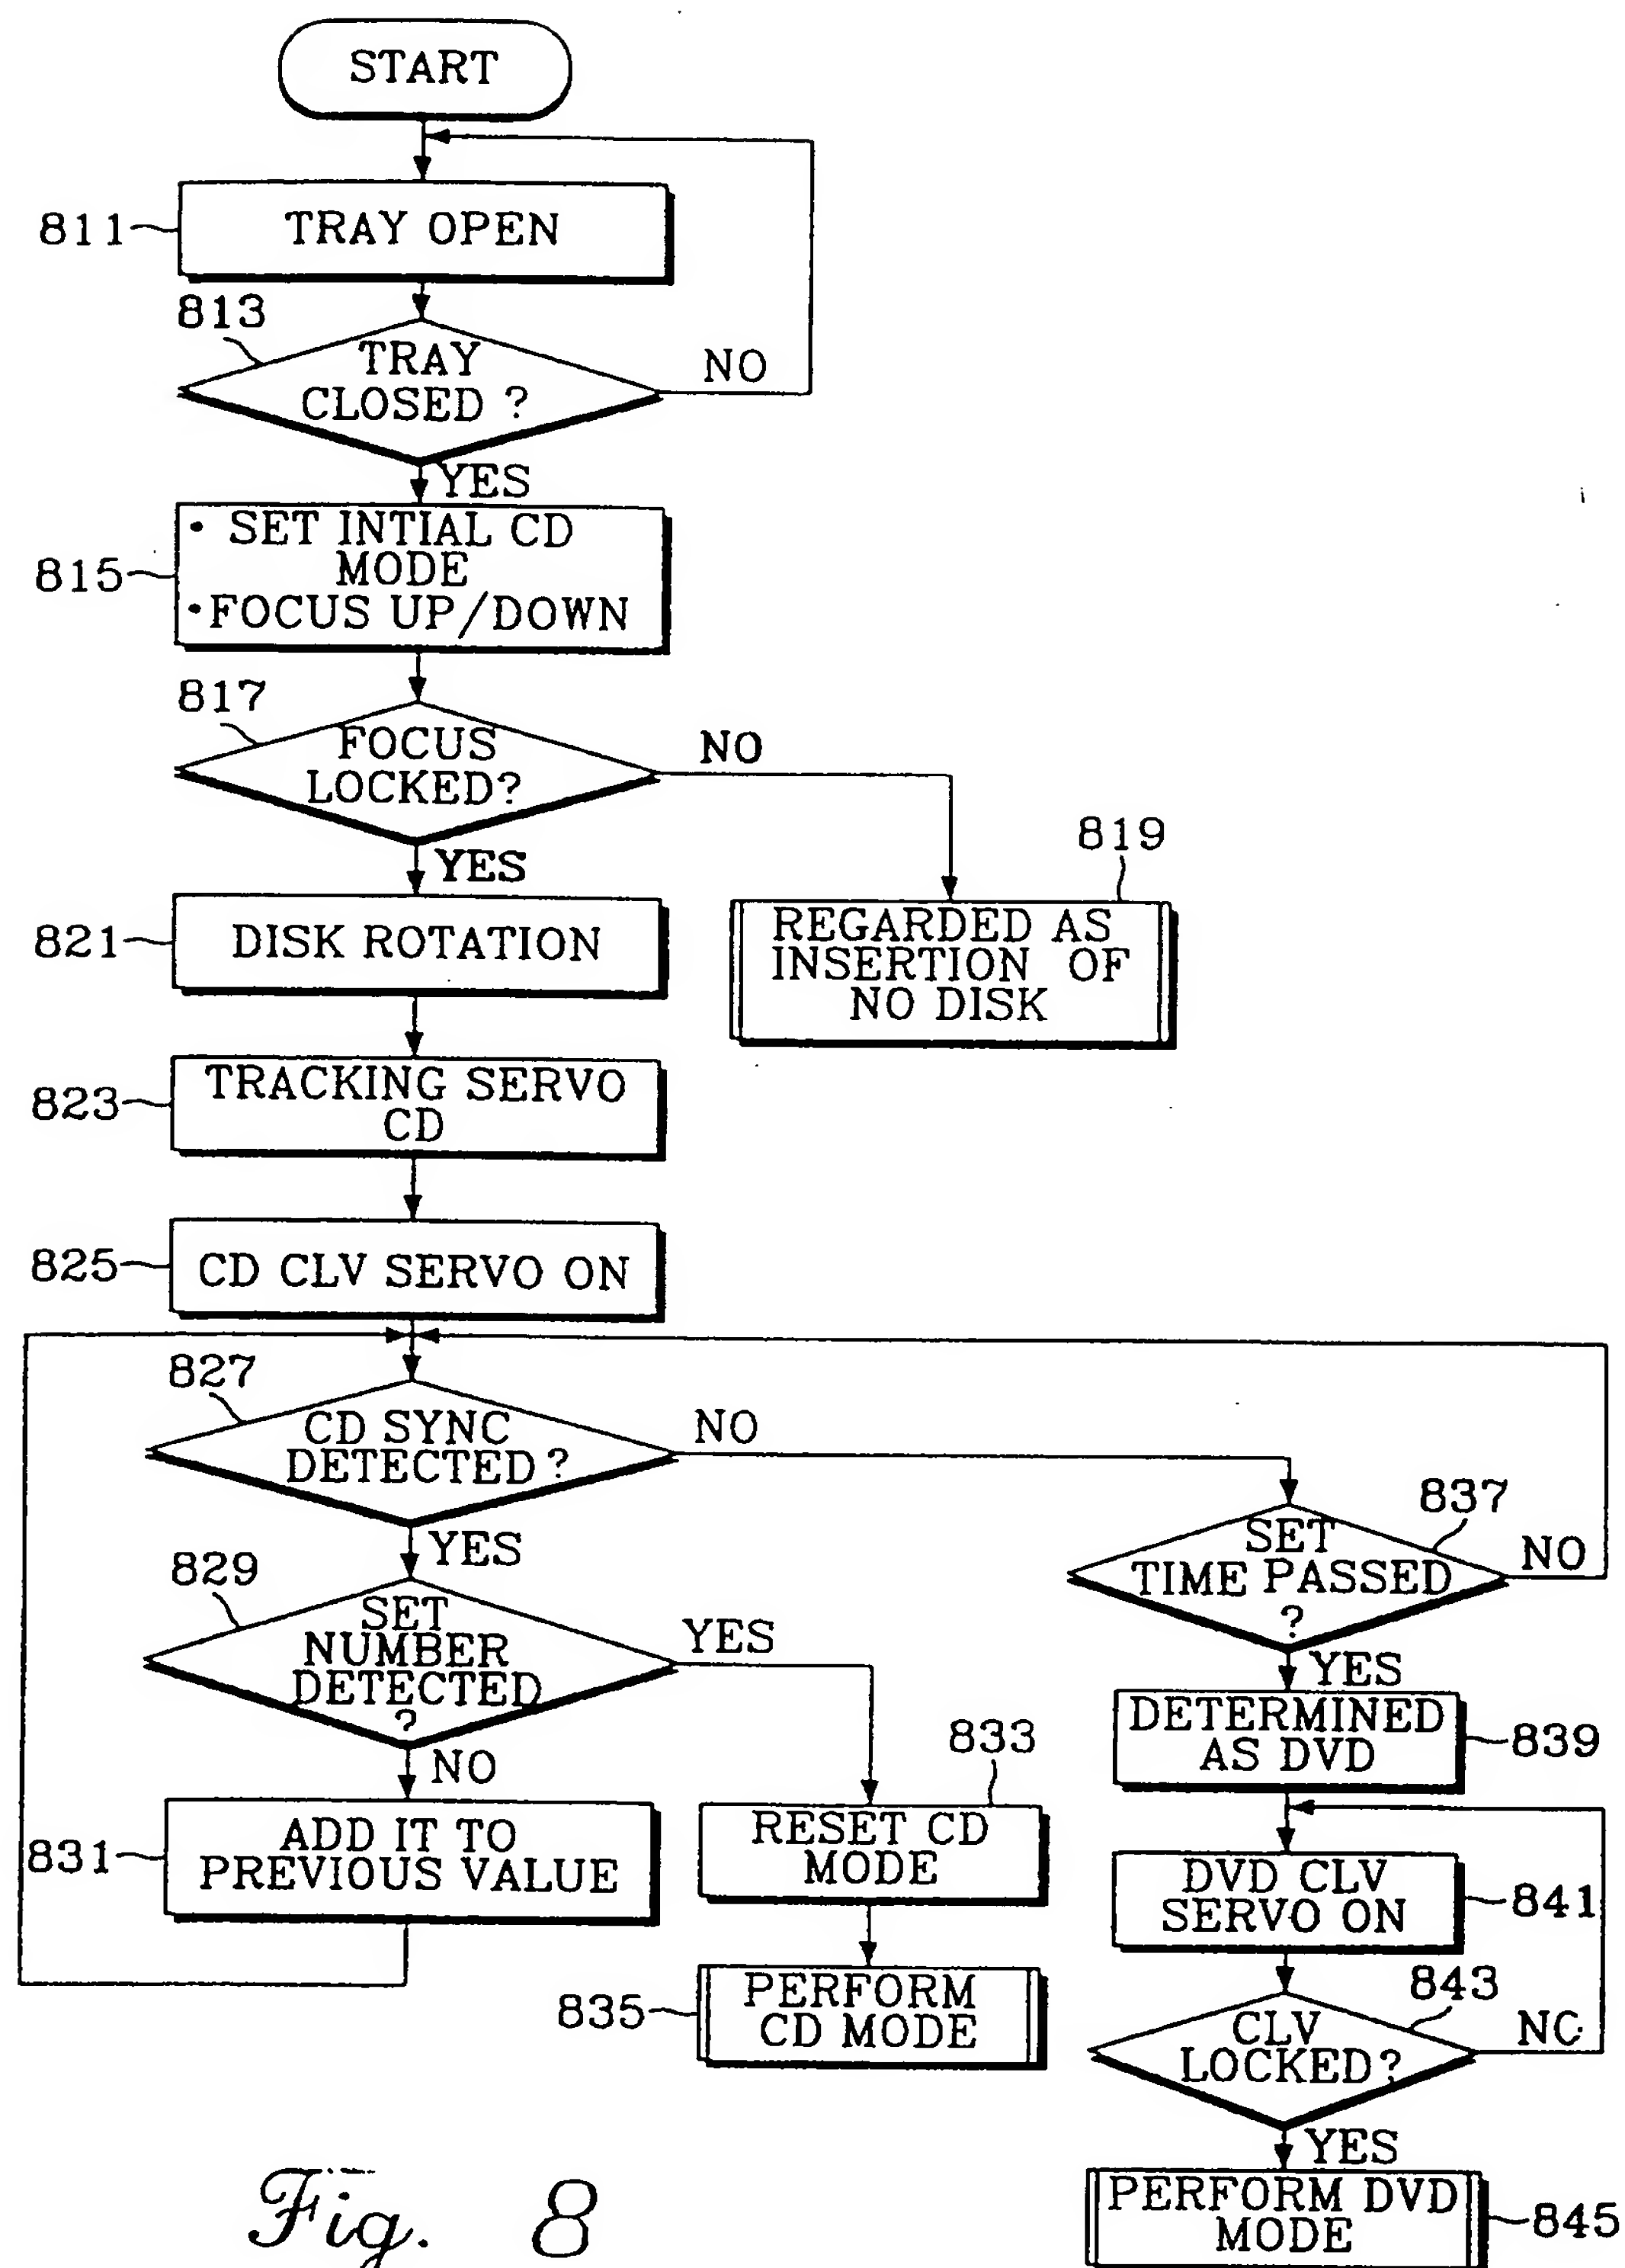 START
811
TRAY OPEN
813
TRAY
CLOSED ?
NO
YES
815
• SET INTIAL CD
MODE
• FOCUS UP/DOWN
817
FOCUS
LOCKED?
NO
YES
819
REGARDED AS
INSERTION OF
NO DISK
821
DISK ROTATION
823
TRACKING SERVO
CD
825
CD CLV SERVO ON
827
CD SYNC
DETECTED ?
NO
YES
837
SET
TIME PASSED
?
NO
YES
829
SET
NUMBER
DETECTED
?
YES
NO
831
ADD IT TO
PREVIOUS VALUE
833
RESET CD
MODE
835
PERFORM
CD MODE
DETERMINED
AS DVD
839
DVD CLV
SERVO ON
841
843
CLV
LOCKED?
NO
YES
PERFORM DVD
MODE
845
Fig. 8